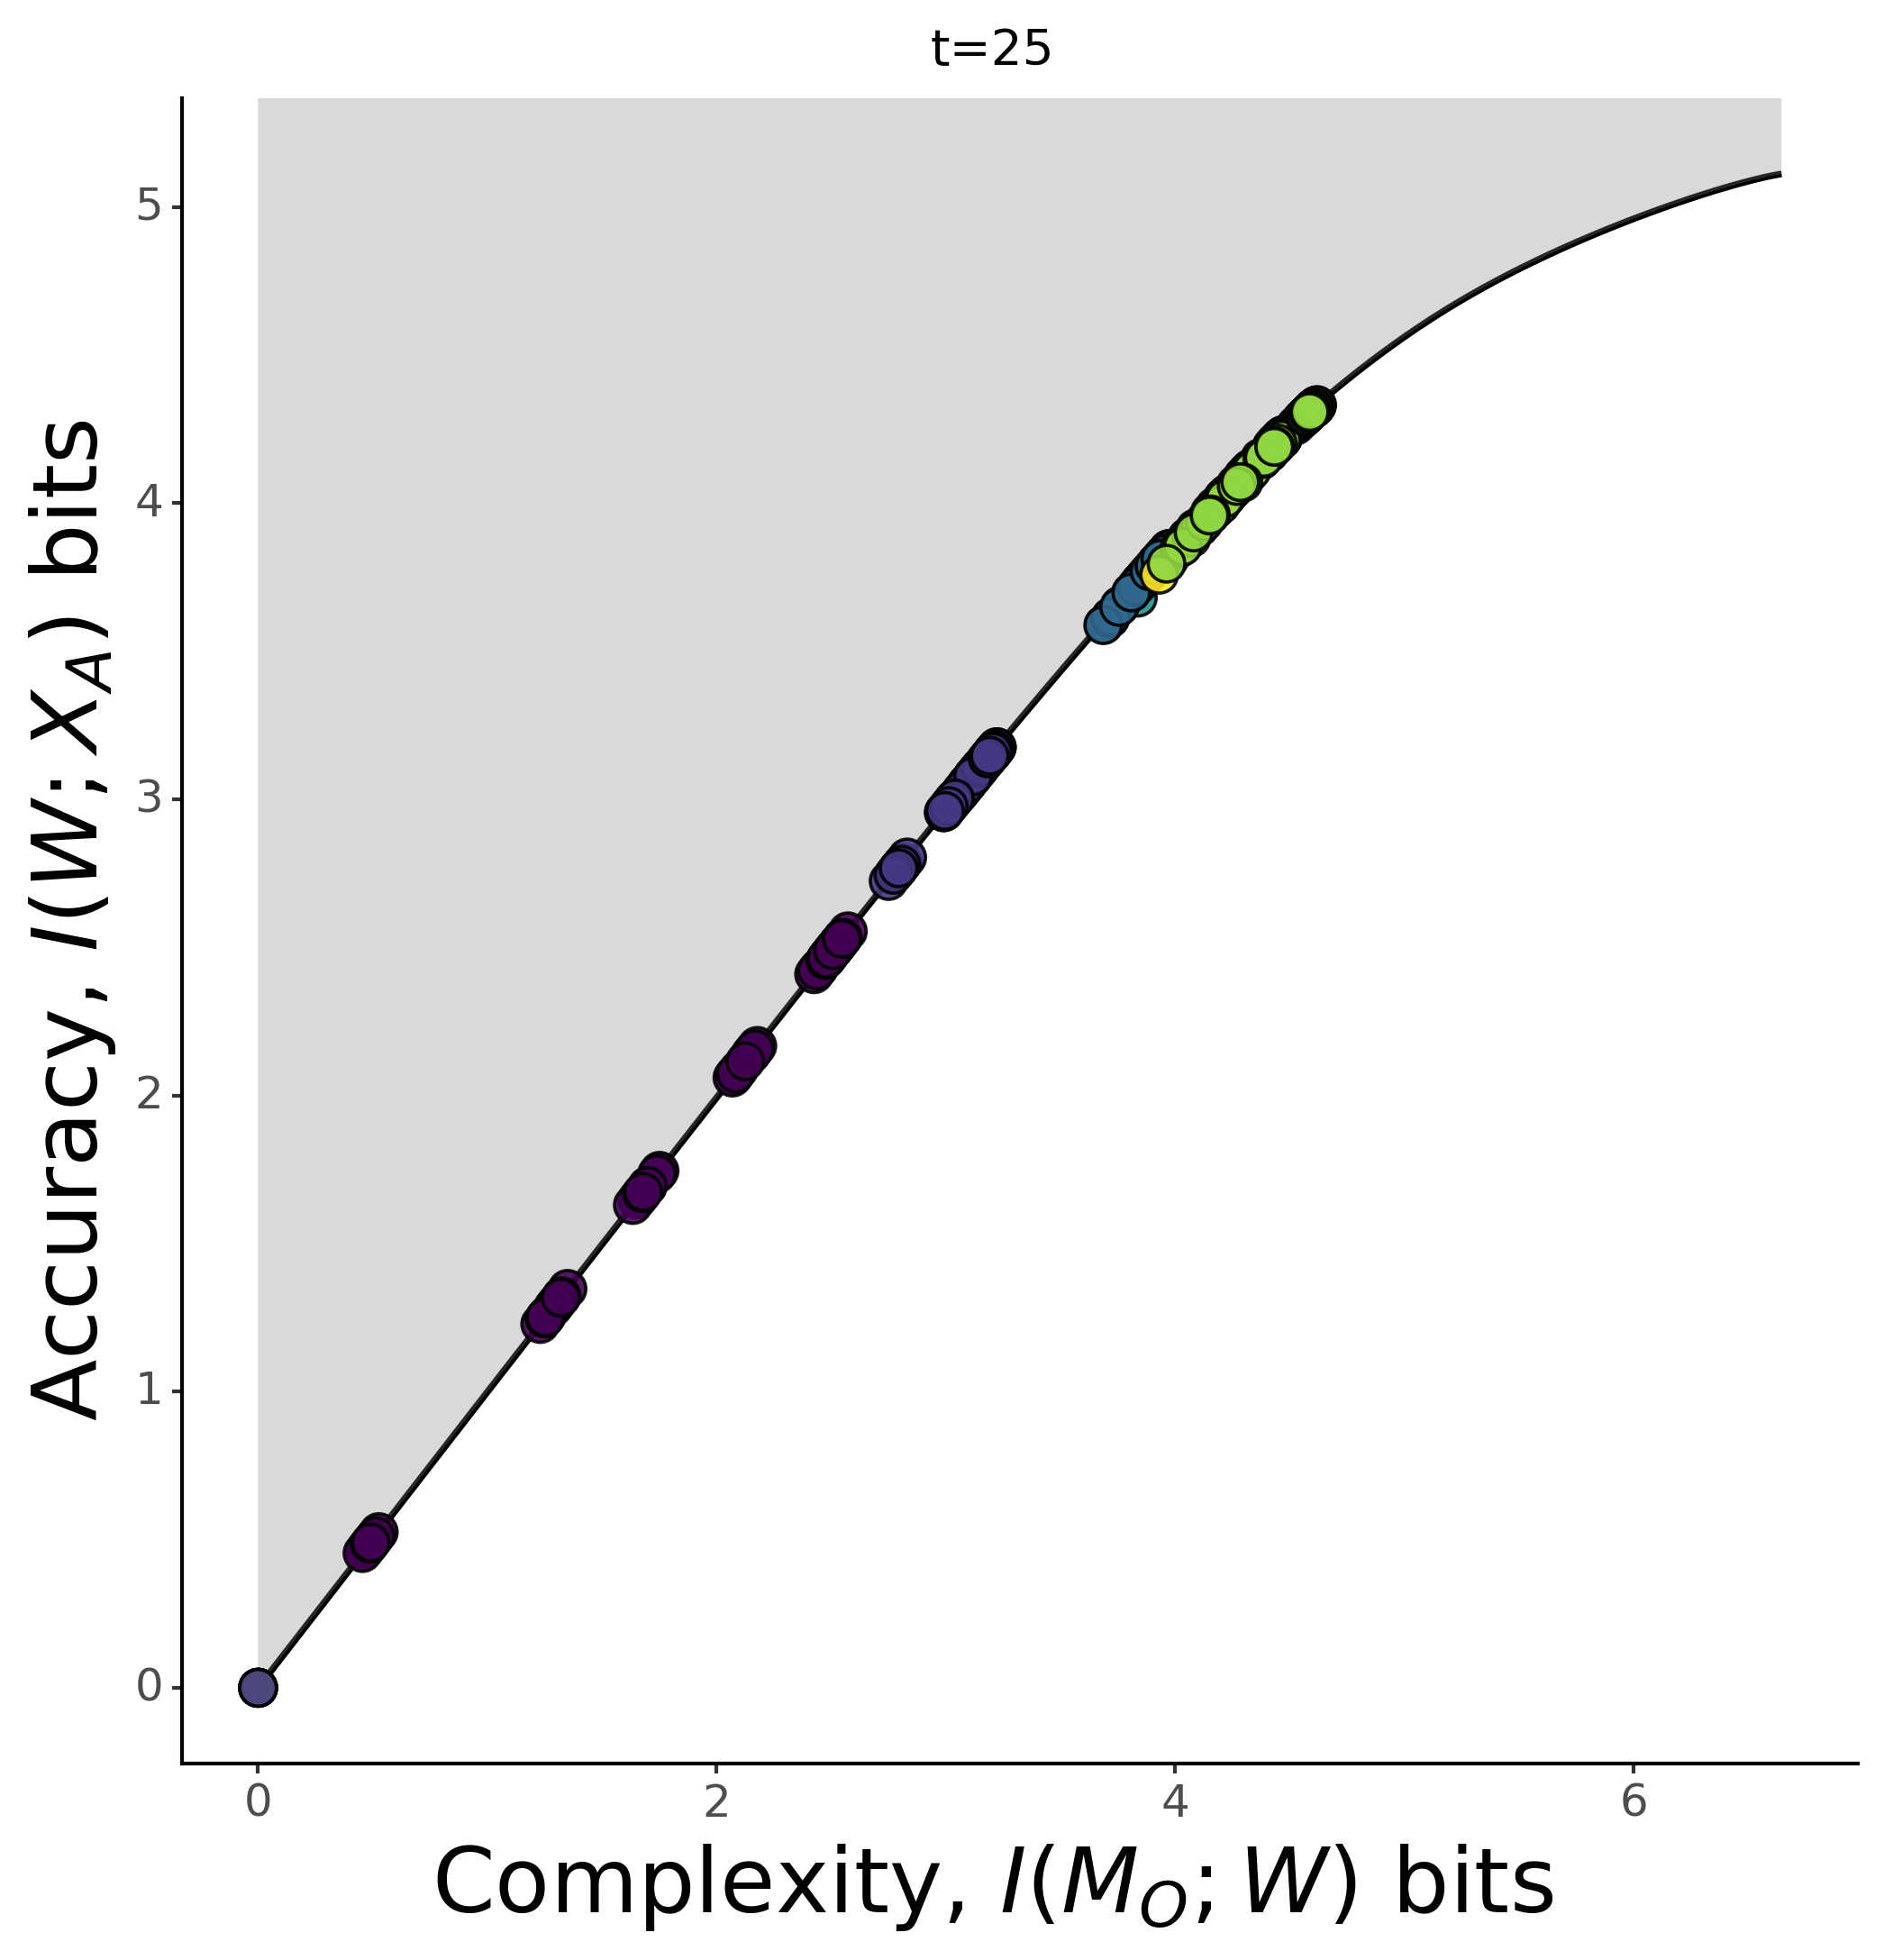 t=25
Accuracy, I(W; X_A) bits
5
4
3
2
1
0
0 2 4 6
Complexity, I(M_O; W) bits